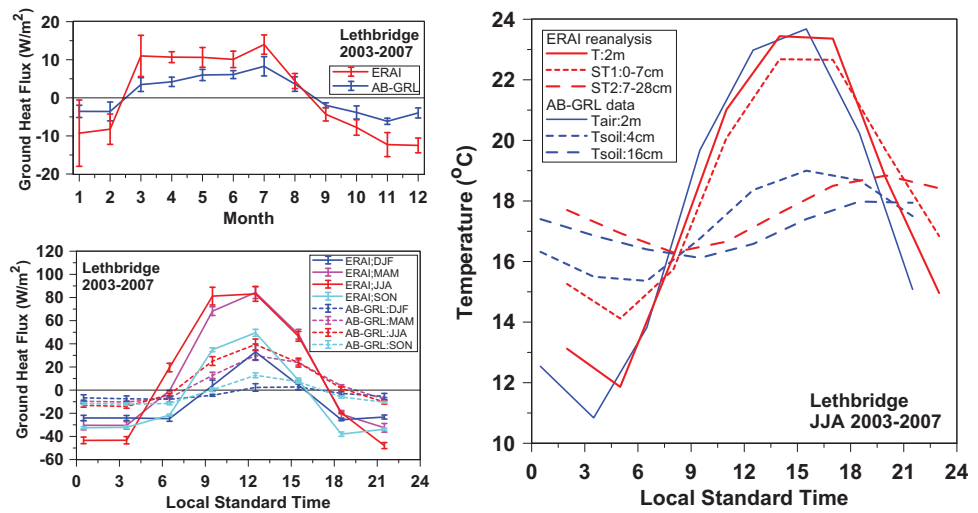 Ground Heat Flux (W/m²)
20
10
0
-10
-20
Lethbridge
2003-2007
ERAI
AB-GRL
1 2 3 4 5 6 7 8 9 10 11 12
Month
Ground Heat Flux (W/m²)
120
100
80
60
40
20
0
-20
-40
-60
Lethbridge
2003-2007
ERAI;DJF
ERAI;MAM
ERAI;JJA
ERAI;SON
AB-GRL:DJF
AB-GRL:MAM
AB-GRL:JJA
AB-GRL:SON
0 3 6 9 12 15 18 21 24
Local Standard Time
Temperature (°C)
24
22
20
18
16
14
12
10
ERAI reanalysis
T:2m
ST1:0-7cm
ST2:7-28cm
AB-GRL data
Tair:2m
Tsoil:4cm
Tsoil:16cm
Lethbridge
JJA 2003-2007
0 3 6 9 12 15 18 21 24
Local Standard Time